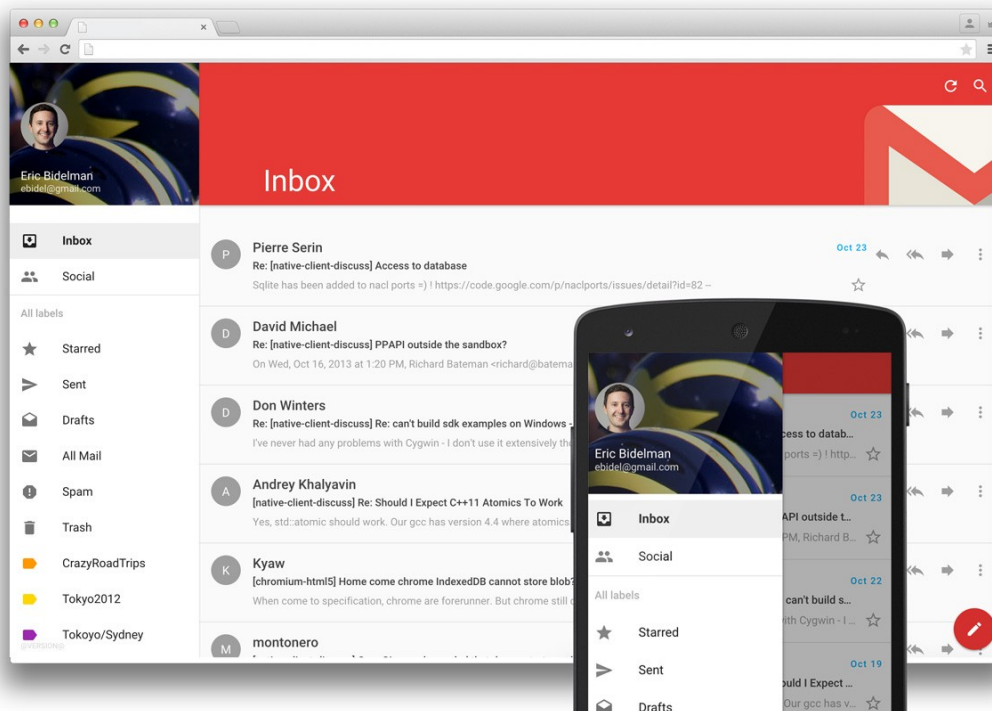 Inbox
Eric Bidelman
ebidel@gmail.com
Inbox
Social
All labels
Starred
Sent
Drafts
All Mail
Spam
Trash
CrazyRoadTrips
Tokyo2012
Tokoyo/Sydney
@VERSION@
P
Pierre Serin
Oct 23
Re: [native-client-discuss] Access to database
Sqlite has been added to nacl ports =) ! https://code.google.com/p/naclports/issues/detail?id=82 --
D
David Michael
Re: [native-client-discuss] PPAPI outside the sandbox?
On Wed, Oct 16, 2013 at 1:20 PM, Richard Bateman <richard@batema
D
Don Winters
Re: [native-client-discuss] Re: can't build sdk examples on Windows -
I've never had any problems with Cygwin - I don't use it extensively
A
Andrey Khalyavin
[native-client-discuss] Re: Should I Expect C++11 Atomics To Work
Yes, std::atomic should work. Our gcc has version 4.4 where atomics
K
Kyaw
[chromium-html5] Home come chrome IndexedDB cannot store blob?
When come to specification, chrome are forerunner. But chrome still
M
montonero
Eric Bidelman
ebidel@gmail.com
Inbox
Social
All labels
Starred
Sent
Drafts
Oct 23
cess to datab...
ports =) ! http...
Oct 23
API outside t...
PM, Richard B...
Oct 22
can't build s...
ith Cygwin - I ...
Oct 19
ould I Expect ...
Our gcc has v...